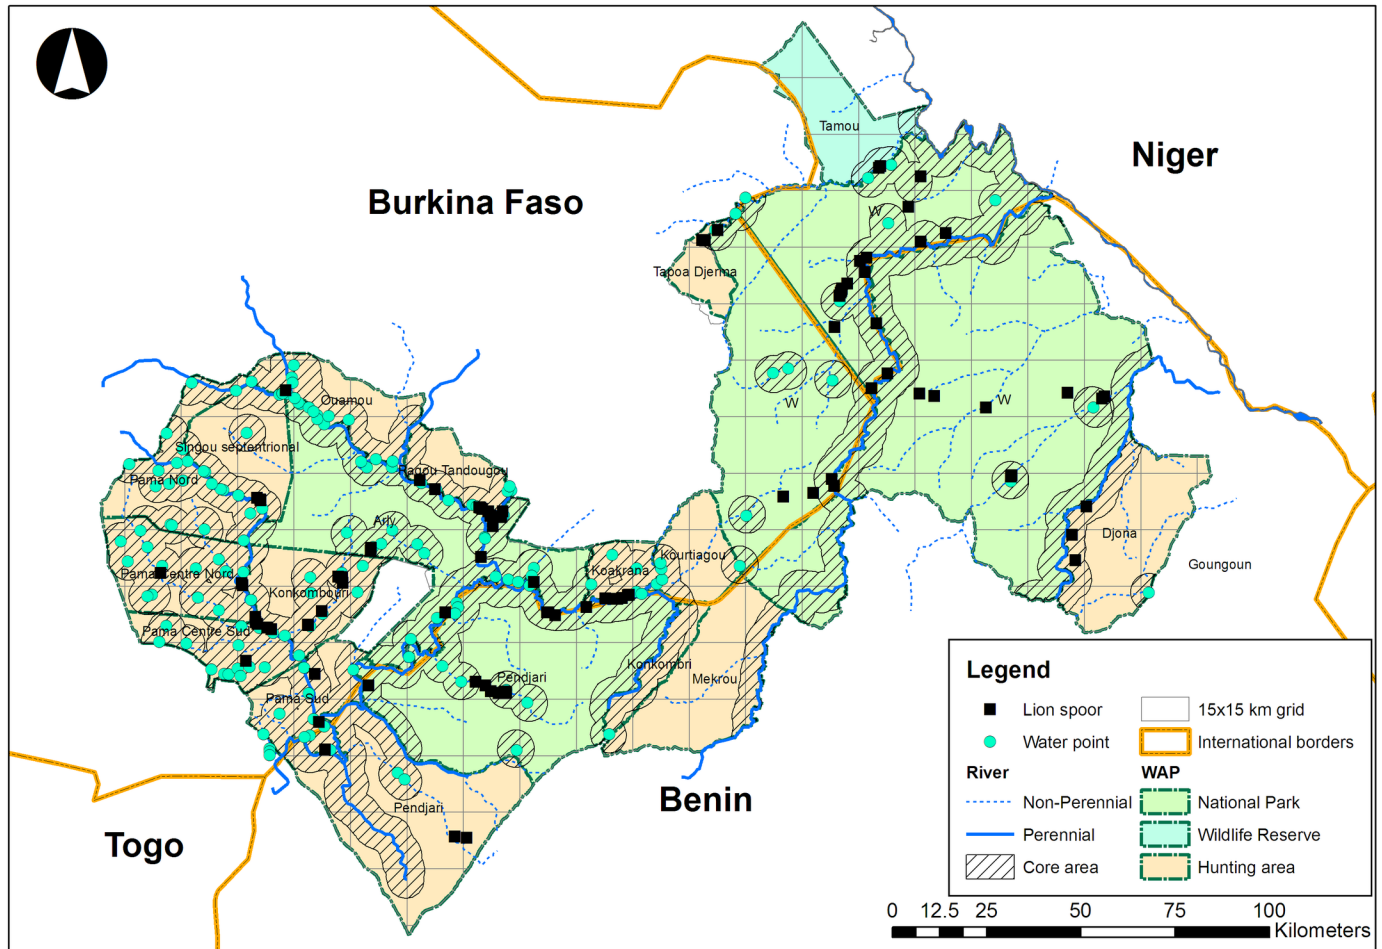 Tamou
Niger
Burkina Faso
W
Tapoa Djerma
Ouamou
W
W
Singou septentrional
Pagou Tandougou
Pama Nord
Arly
Djona
Kourtiagou
Koakrana
Goungoun
Pama Centre Nord
Konkombouri
Pama Centre Sud
Konkombri
Pendjari
Mekrou
Pama Sud
Benin
Pendjari
Togo
Legend
Lion spoor
15x15 km grid
Water point
International borders
River
WAP
Non-Perennial
National Park
Perennial
Wildlife Reserve
Core area
Hunting area
0 12.5 25 50 75 100
Kilometers